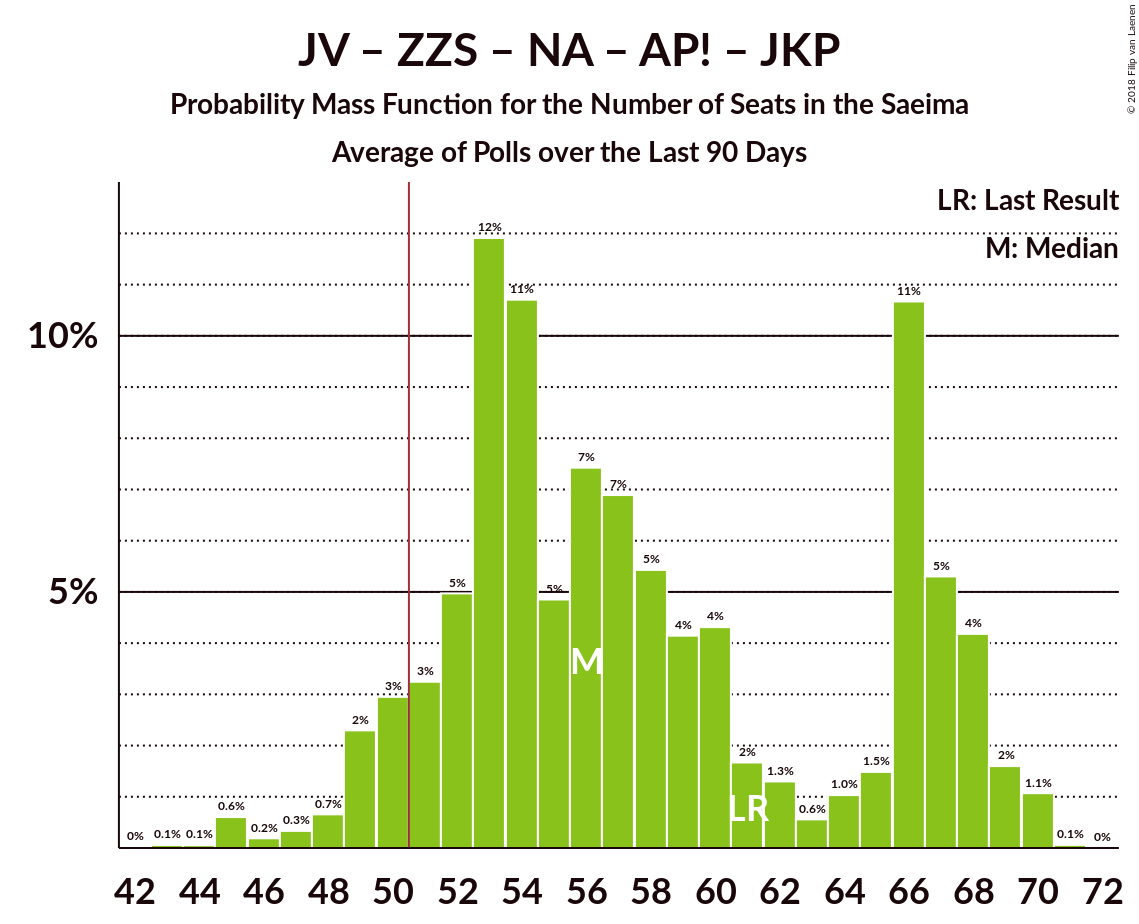 JV – ZZS – NA – AP! – JKP
Probability Mass Function for the Number of Seats in the Saeima
Average of Polls over the Last 90 Days
© 2018 Filip van Laenen
LR: Last Result
M: Median
10%
5%
0% 0.1% 0.1% 0.6% 0.2% 0.3% 0.7% 2% 3% 3% 5% 12% 11% 5% 7% 7% 5% 4% 4% 2% 1.3% 0.6% 1.0% 1.5% 11% 5% 4% 2% 1.1% 0.1% 0%
M
LR
42 44 46 48 50 52 54 56 58 60 62 64 66 68 70 72